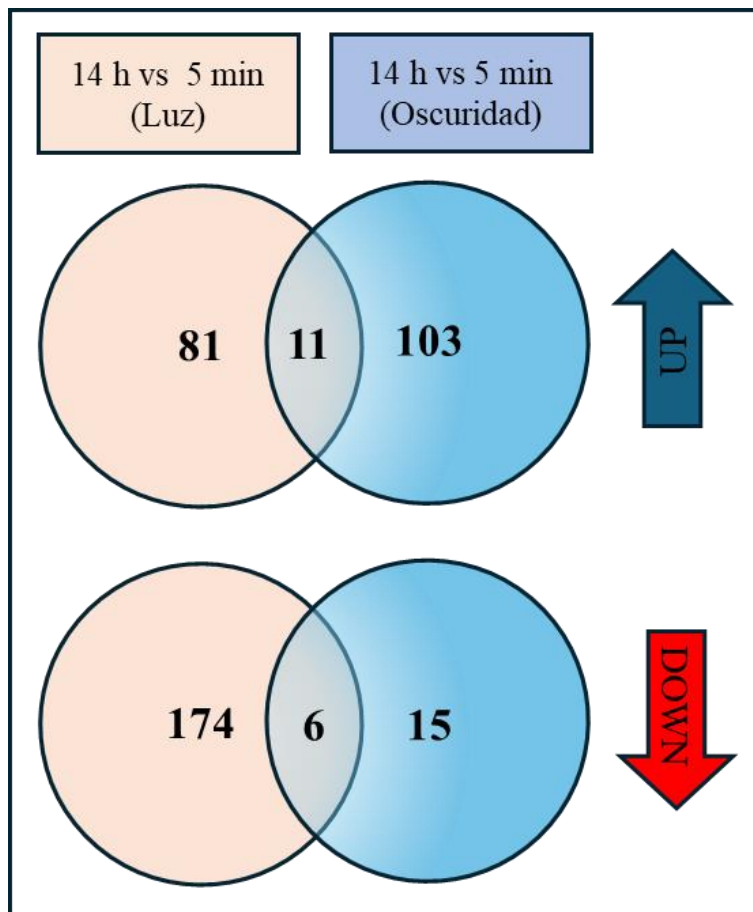 14 h vs 5 min
(Luz)
14 h vs 5 min
(Oscuridad)
81
11
103
UP
174
6
15
DOWN